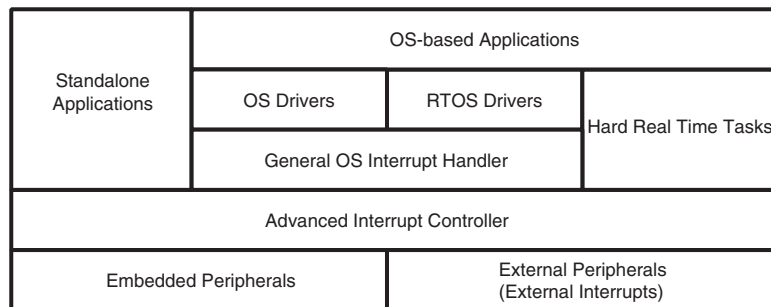 OS-based Applications
Standalone
Applications
OS Drivers
RTOS Drivers
Hard Real Time Tasks
General OS Interrupt Handler
Advanced Interrupt Controller
Embedded Peripherals
External Peripherals
(External Interrupts)